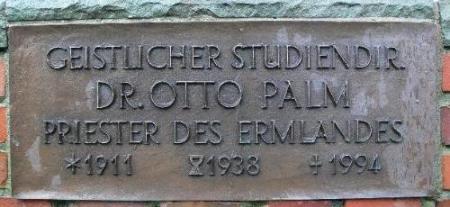 GEISTLICHER STUDIENDIR.
DR. OTTO PALM
PRIESTER DES ERMLANDES
*1911 ⧖1938 +1994